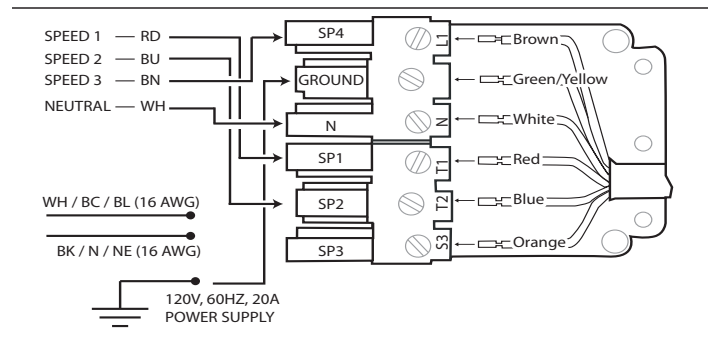 SPEED 1 — RD
SPEED 2 — BU
SPEED 3 — BN
NEUTRAL — WH
WH / BC / BL (16 AWG)
BK / N / NE (16 AWG)
120V, 60HZ, 20A
POWER SUPPLY
SP4
GROUND
N
SP1
SP2
SP3
L1
N
T1
T2
S3
Brown
Green/Yellow
White
Red
Blue
Orange